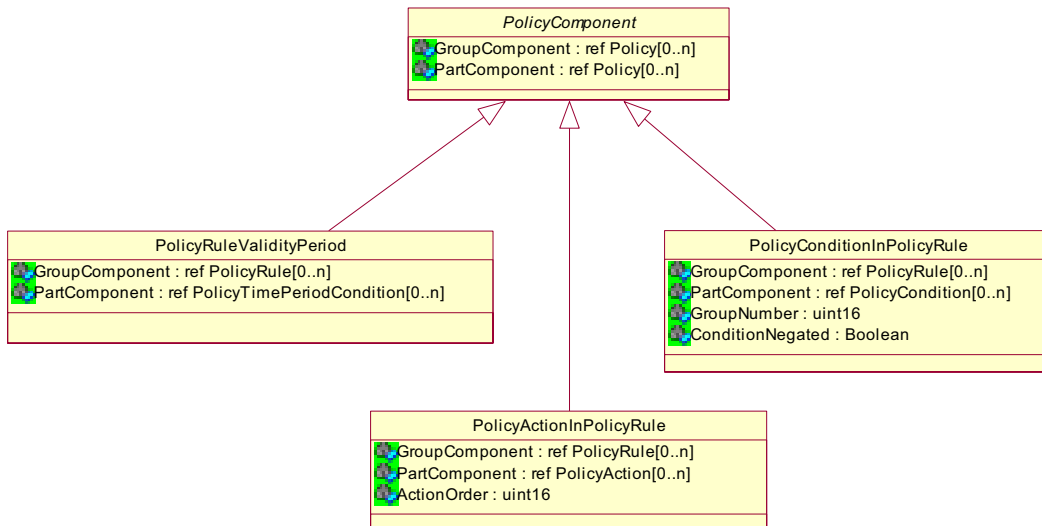 PolicyComponent
GroupComponent : ref Policy[0..n]
PartComponent : ref Policy[0..n]
PolicyRuleValidityPeriod
GroupComponent : ref PolicyRule[0..n]
PartComponent : ref PolicyTimePeriodCondition[0..n]
PolicyConditionInPolicyRule
GroupComponent : ref PolicyRule[0..n]
PartComponent : ref PolicyCondition[0..n]
GroupNumber : uint16
ConditionNegated : Boolean
PolicyActionInPolicyRule
GroupComponent : ref PolicyRule[0..n]
PartComponent : ref PolicyAction[0..n]
ActionOrder : uint16